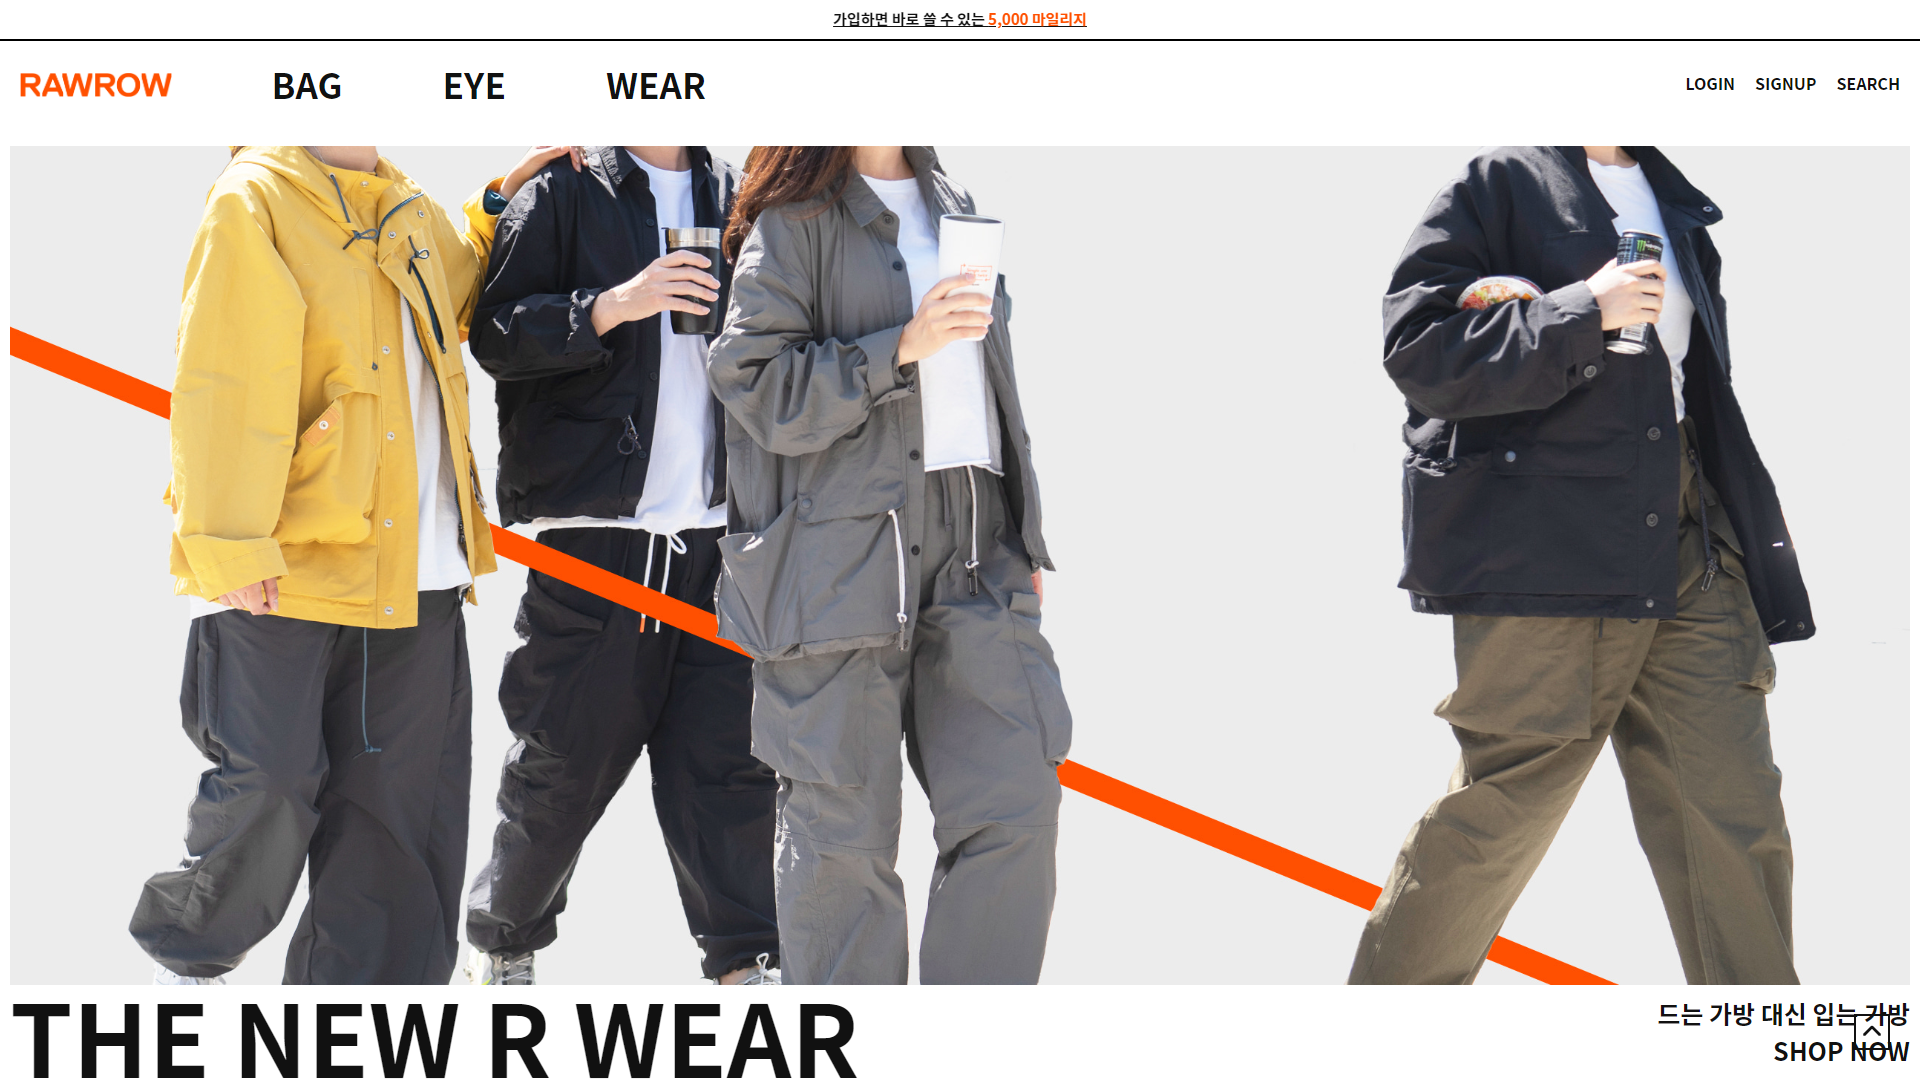 가입하면 바로 쓸 수 있는 5,000 마일리지
RAWROW
BAG
EYE
WEAR
LOGIN
SIGNUP
SEARCH
THE NEW R WEAR
드는 가방 대신 입는 가방
SHOP NOW